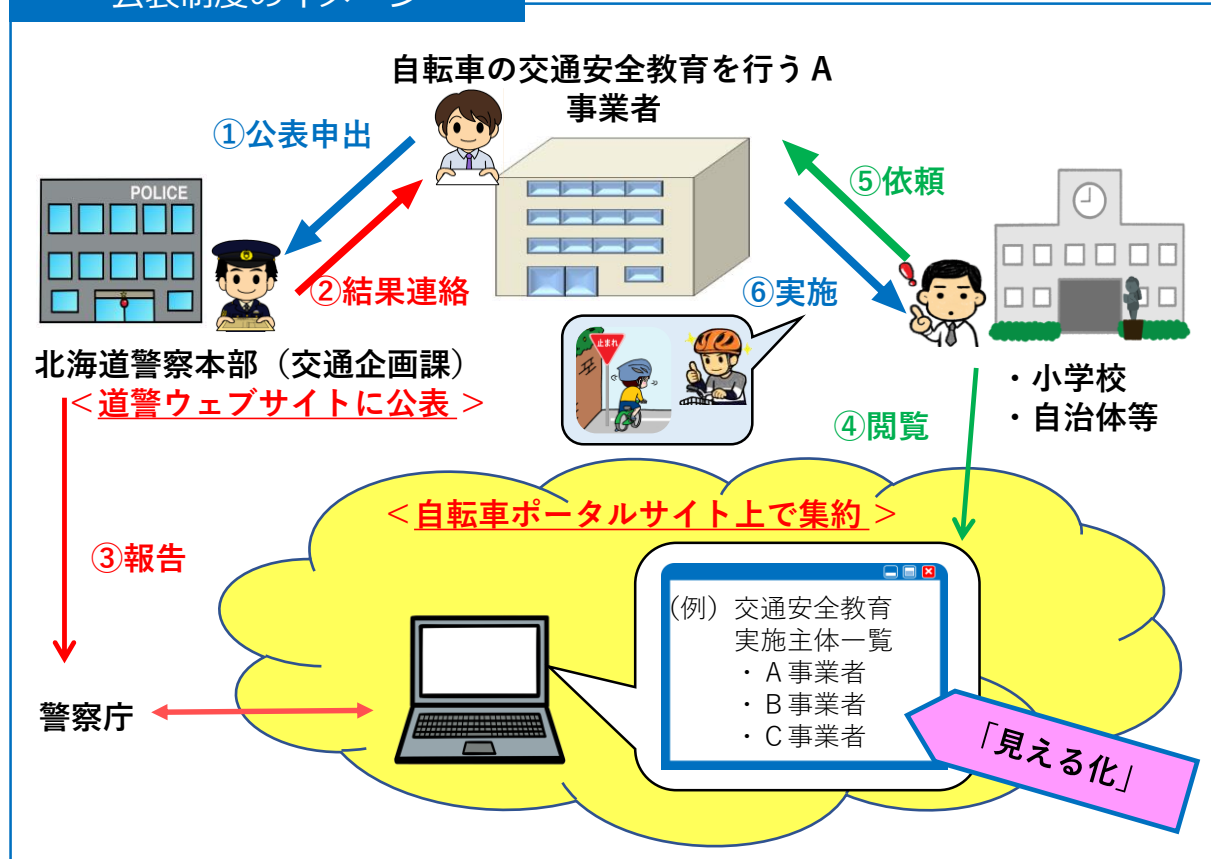 公表制度のイメージ
自転車の交通安全教育を行うA
事業者
①公表申出
POLICE
②結果連絡
⑤依頼
⑥実施
止まれ
北海道警察本部（交通企画課）
＜道警ウェブサイトに公表 ＞
・小学校
・自治体等
④閲覧
＜自転車ポータルサイト上で集約 ＞
③報告
（例）交通安全教育
実施主体一覧
・A事業者
・B事業者
・C事業者
警察庁
「見える化」